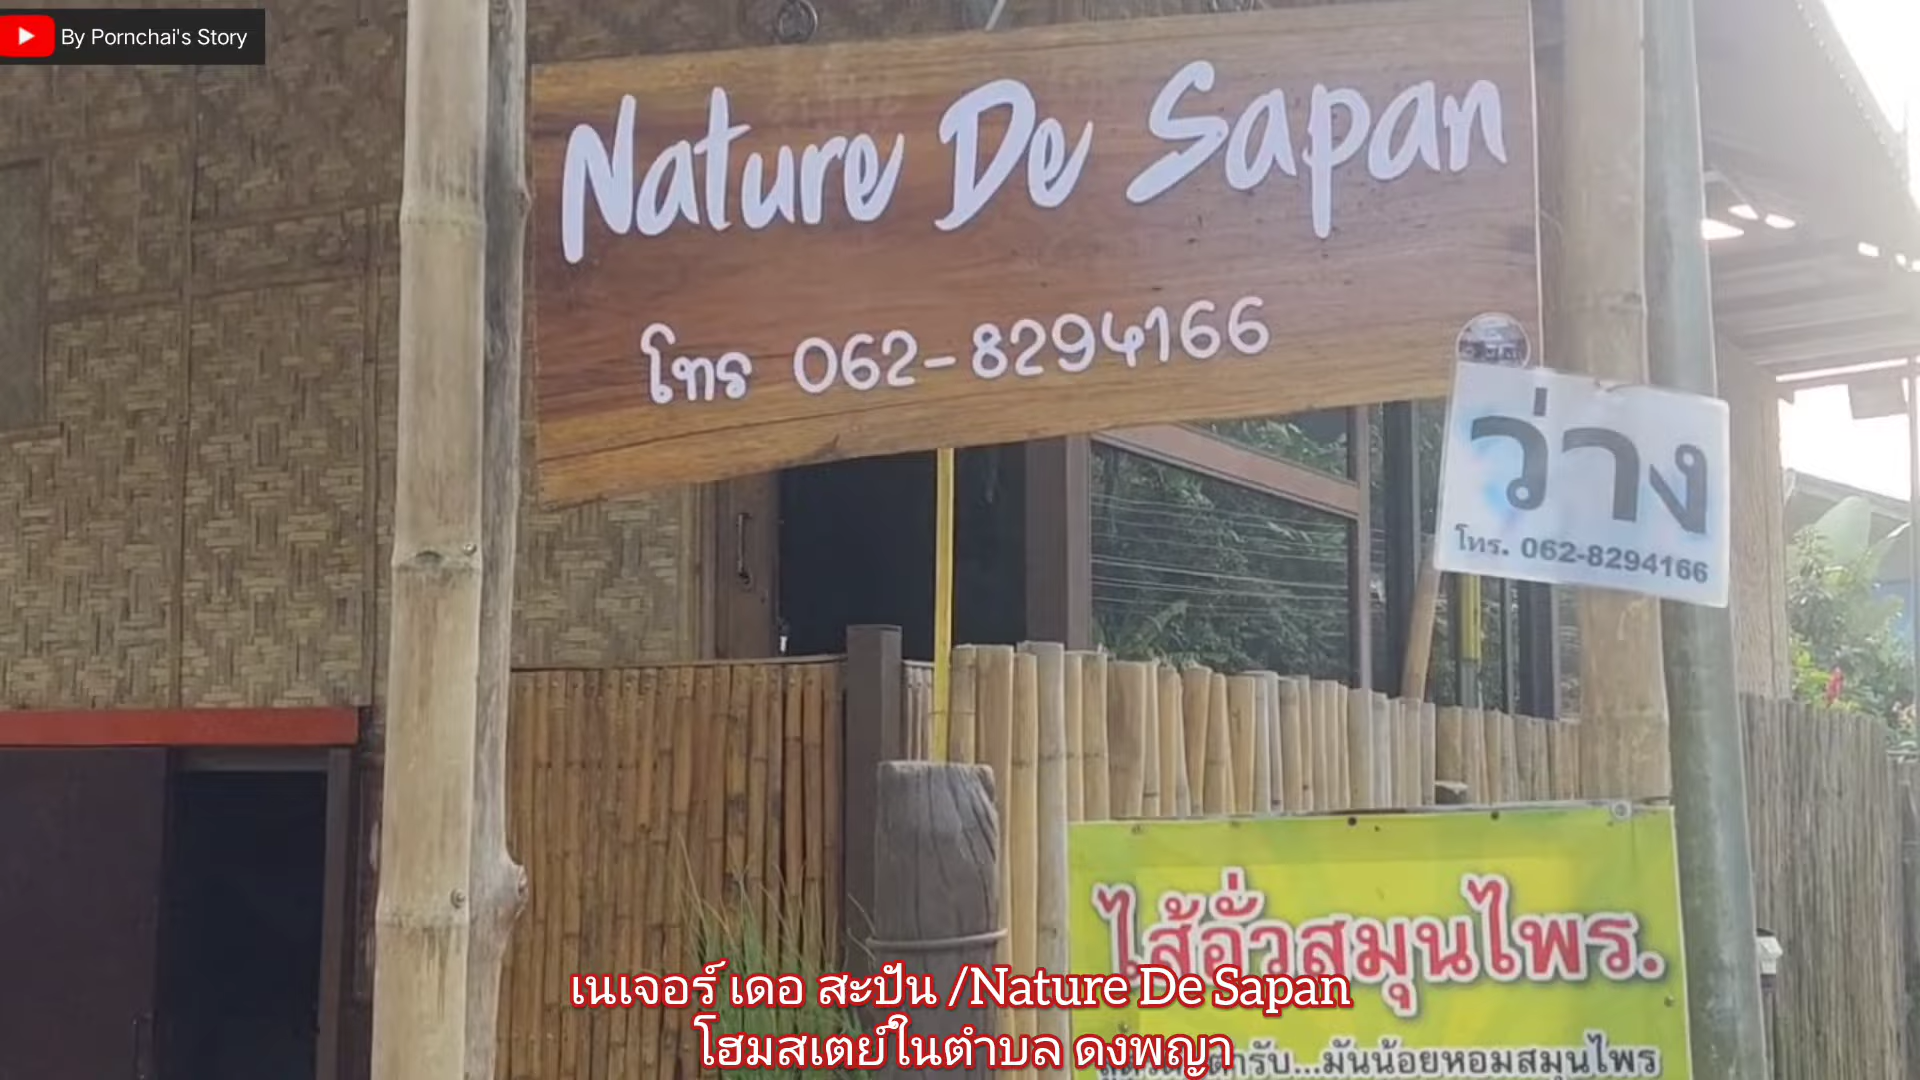 By Pornchai's Story
Nature De Sapan
โทร 062-8294166
ว่าง
โทร. 062-8294166
ไส้อั่วสมุนไพร.
เนเจอร์ เดอ สะปัน /Nature De Sapan
โฮมสเตย์ในตำบล ดงพญา
...มันน้อยหอมสมุนไพร